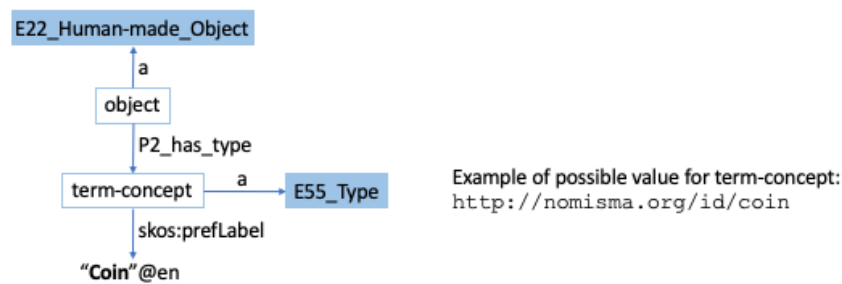 E22_Human-made_Object
a
object
P2_has_type
term-concept
a
E55_Type
skos:prefLabel
“Coin”@en
Example of possible value for term-concept:
http://nomisma.org/id/coin